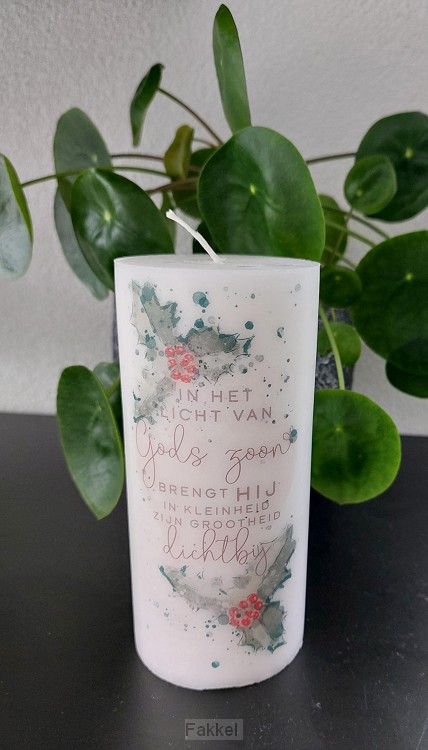 IN HET
LICHT VAN
Gods zoon
BRENGT HIJ
IN KLEINHEID
ZIJN GROOTHEID
dichtbij
Fakkel